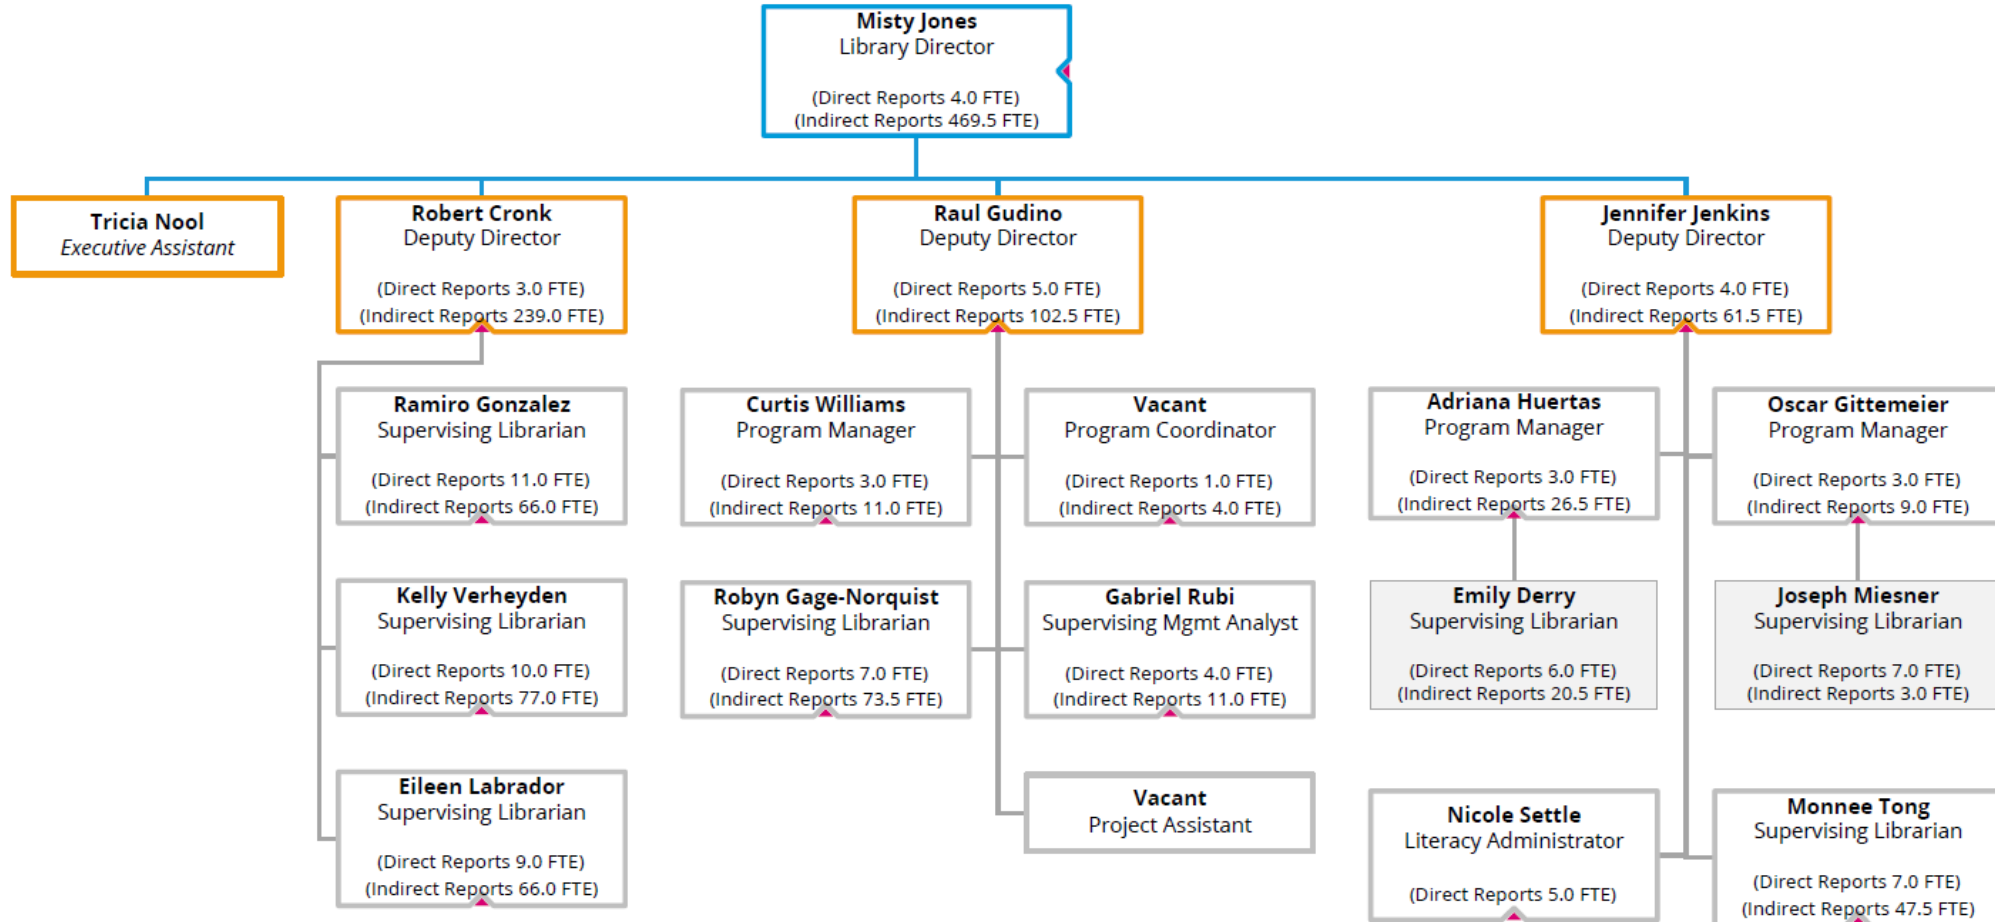 Misty Jones
Library Director
(Direct Reports 4.0 FTE)
(Indirect Reports 469.5 FTE)
Tricia Nool
Executive Assistant
Robert Cronk
Deputy Director
(Direct Reports 3.0 FTE)
(Indirect Reports 239.0 FTE)
Raul Gudino
Deputy Director
(Direct Reports 5.0 FTE)
(Indirect Reports 102.5 FTE)
Jennifer Jenkins
Deputy Director
(Direct Reports 4.0 FTE)
(Indirect Reports 61.5 FTE)
Ramiro Gonzalez
Supervising Librarian
(Direct Reports 11.0 FTE)
(Indirect Reports 66.0 FTE)
Curtis Williams
Program Manager
(Direct Reports 3.0 FTE)
(Indirect Reports 11.0 FTE)
Vacant
Program Coordinator
(Direct Reports 1.0 FTE)
(Indirect Reports 4.0 FTE)
Adriana Huertas
Program Manager
(Direct Reports 3.0 FTE)
(Indirect Reports 26.5 FTE)
Oscar Gittemeier
Program Manager
(Direct Reports 3.0 FTE)
(Indirect Reports 9.0 FTE)
Kelly Verheyden
Supervising Librarian
(Direct Reports 10.0 FTE)
(Indirect Reports 77.0 FTE)
Robyn Gage-Norquist
Supervising Librarian
(Direct Reports 7.0 FTE)
(Indirect Reports 73.5 FTE)
Gabriel Rubi
Supervising Mgmt Analyst
(Direct Reports 4.0 FTE)
(Indirect Reports 11.0 FTE)
Emily Derry
Supervising Librarian
(Direct Reports 6.0 FTE)
(Indirect Reports 20.5 FTE)
Joseph Miesner
Supervising Librarian
(Direct Reports 7.0 FTE)
(Indirect Reports 3.0 FTE)
Eileen Labrador
Supervising Librarian
(Direct Reports 9.0 FTE)
(Indirect Reports 66.0 FTE)
Vacant
Project Assistant
Nicole Settle
Literacy Administrator
(Direct Reports 5.0 FTE)
Monnee Tong
Supervising Librarian
(Direct Reports 7.0 FTE)
(Indirect Reports 47.5 FTE)